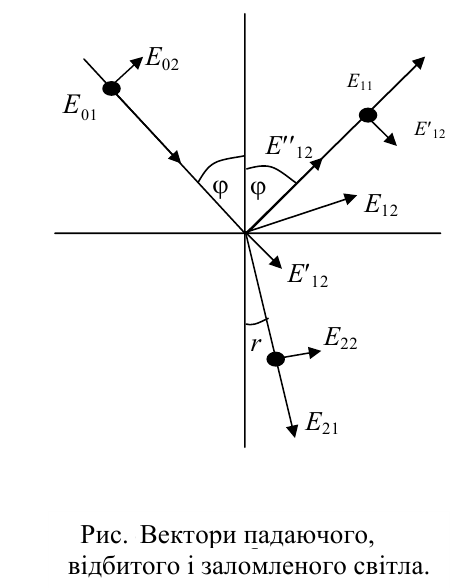 E₀₂
E₀₁
E₁₁
E′₁₂
E″₁₂
φ φ
E₁₂
E′₁₂
r
E₂₂
E₂₁
Рис. Вектори падаючого,
відбитого і заломленого світла.